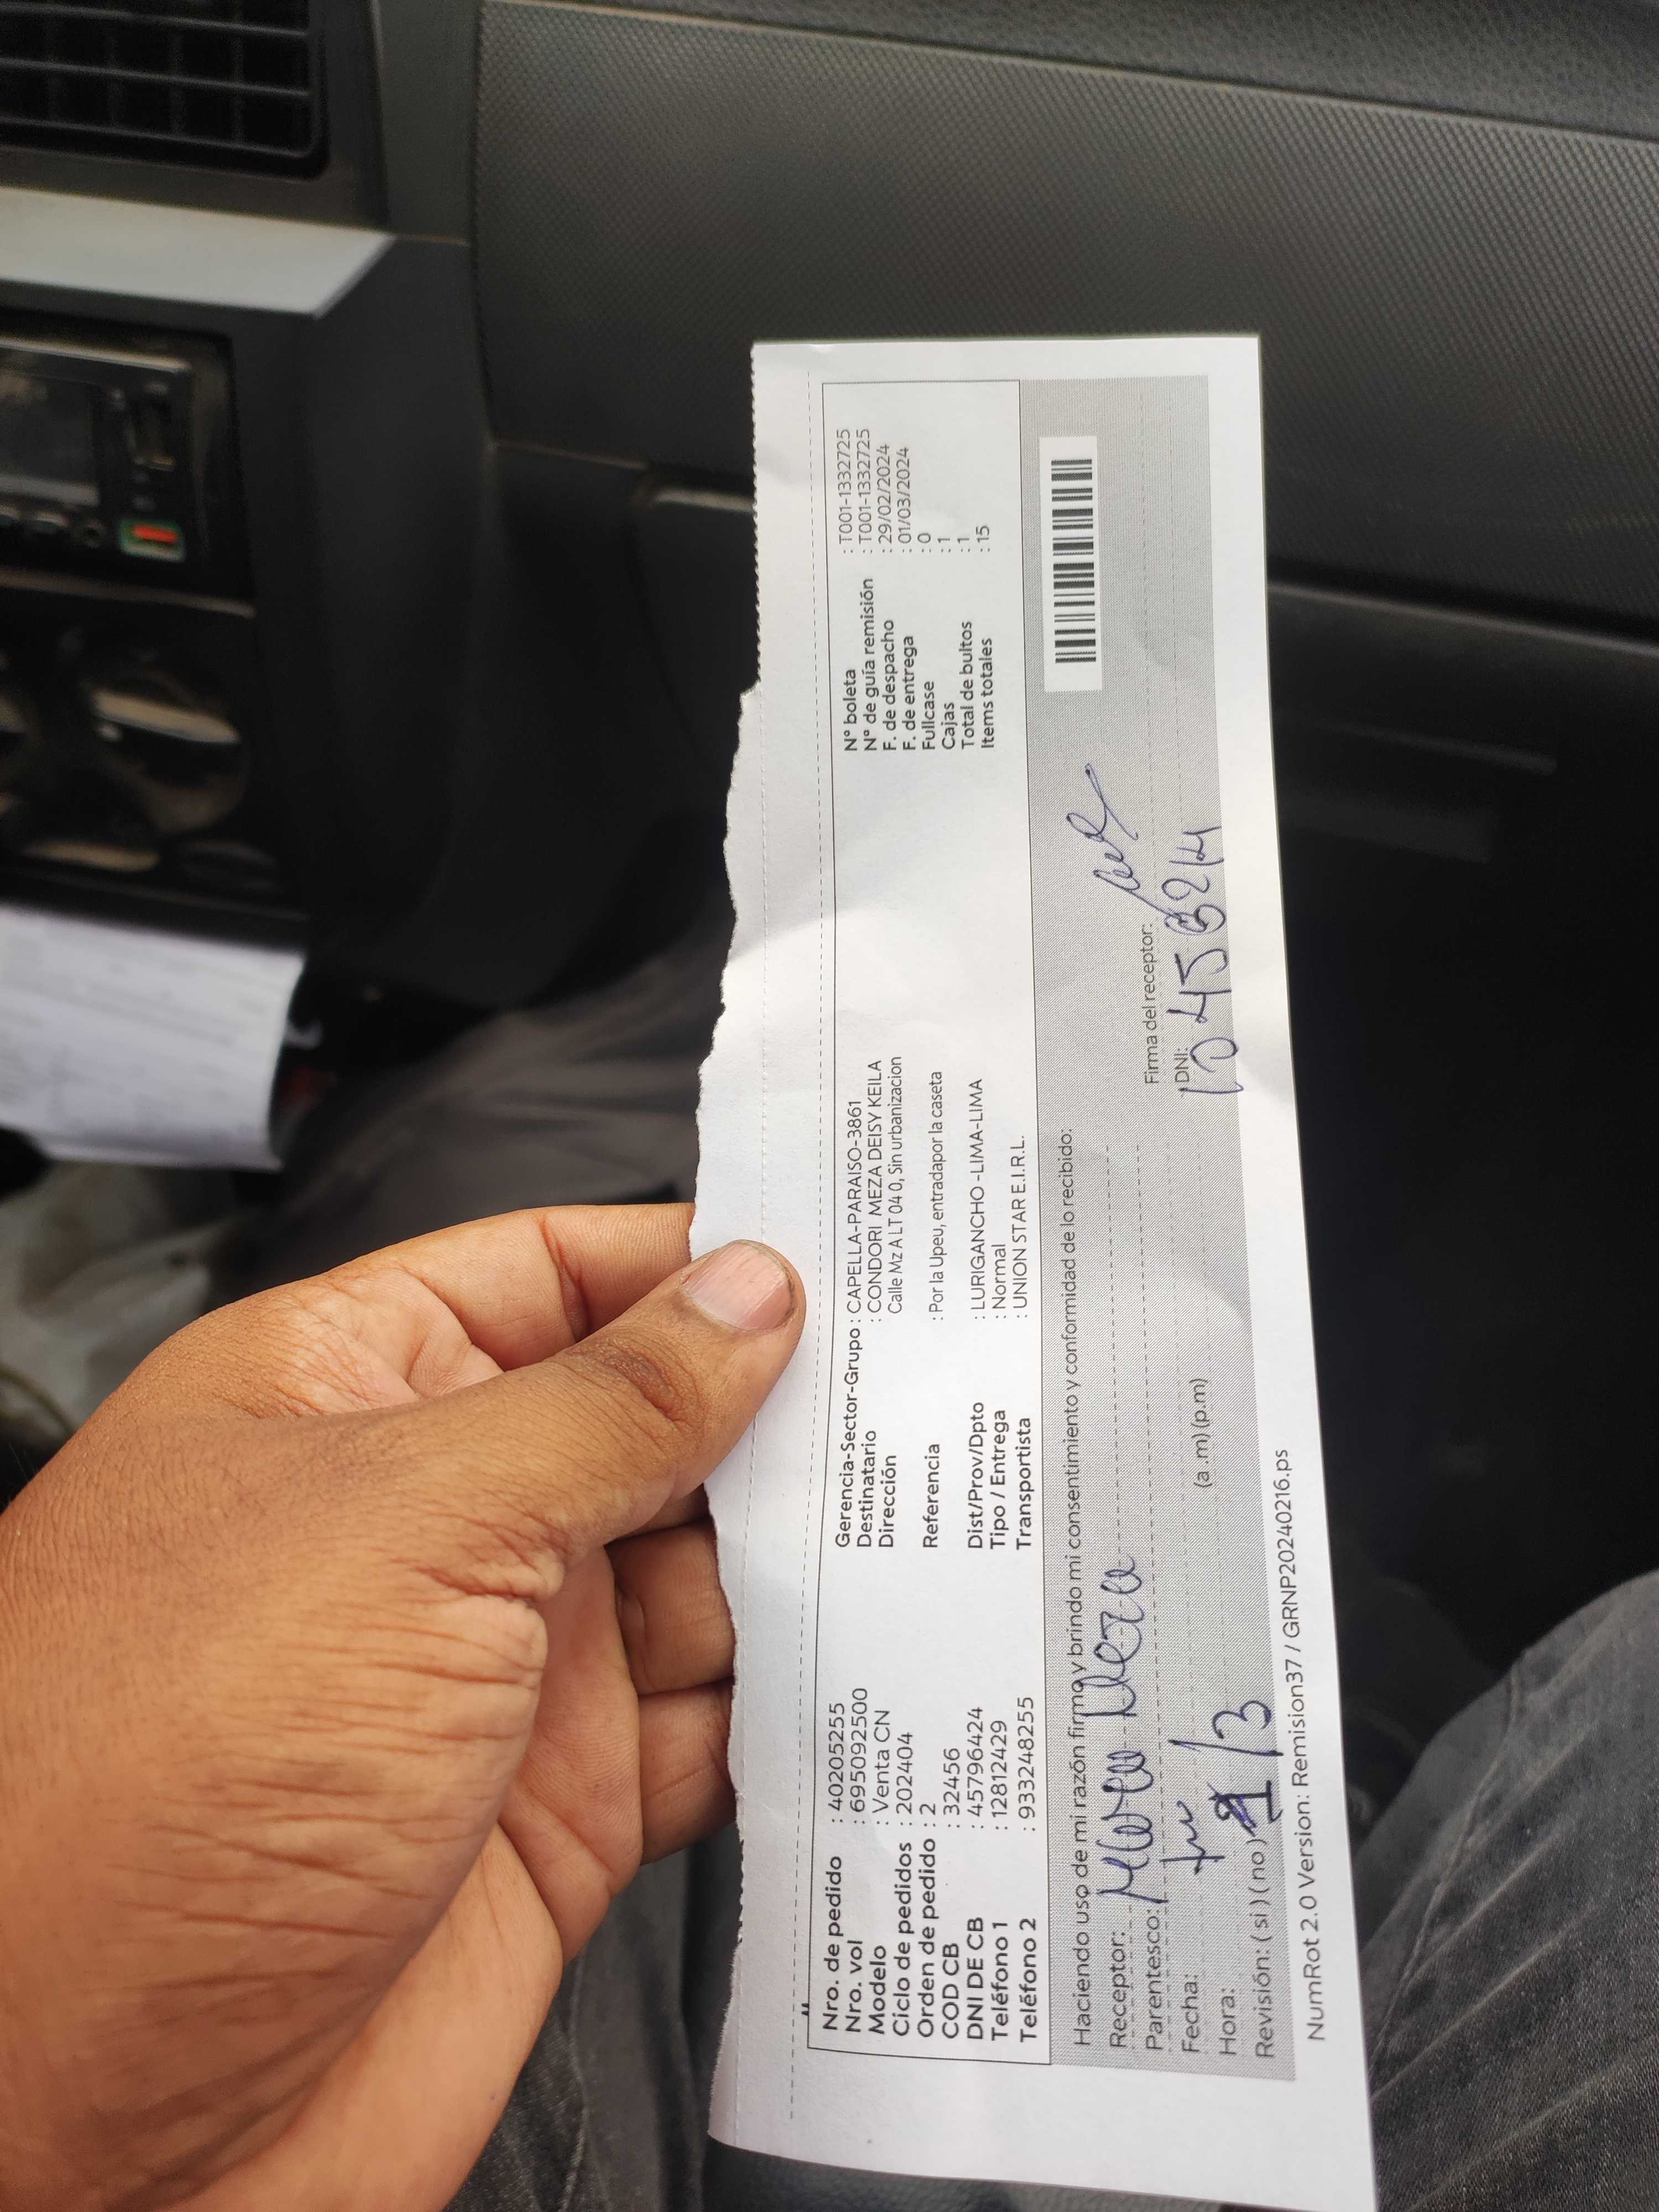 Nro. de pedido : 40205255
Nro. vol : 695092500
Modelo : Venta CN
Ciclo de pedidos : 202404
Orden de pedido : 2
COD CB : 32456
DNI DE CB : 45796424
Teléfono 1 : 12812429
Teléfono 2 : 933248255
Gerencia-Sector-Grupo : CAPELLA-PARAISO-3861
Destinatario : CONDORI MEZA DEISY KEILA
Dirección Calle Mz A LT 04 0, Sin urbanizacion
Referencia : Por la Upeu, entradapor la caseta
Dist/Prov/Dpto : LURIGANCHO -LIMA-LIMA
Tipo / Entrega : Normal
Transportista : UNION STAR E.I.R.L.
N° boleta : T001-1332725
N° de guía remisión : T001-1332725
F. de despacho : 29/02/2024
F. de entrega : 01/03/2024
Fullcase : 0
Cajas : 1
Total de bultos : 1
Items totales : 15
Haciendo uso de mi razón firmo y brindo mi consentimiento y conformidad de lo recibido:
Receptor: Meza
Parentesco:
Fecha:
Hora: (a .m) (p.m)
Revisión: ( si ) ( no ) 1/3
Firma del receptor:
DNI:
NumRot 2.0 Version: Remision37 / GRNP20240216.ps